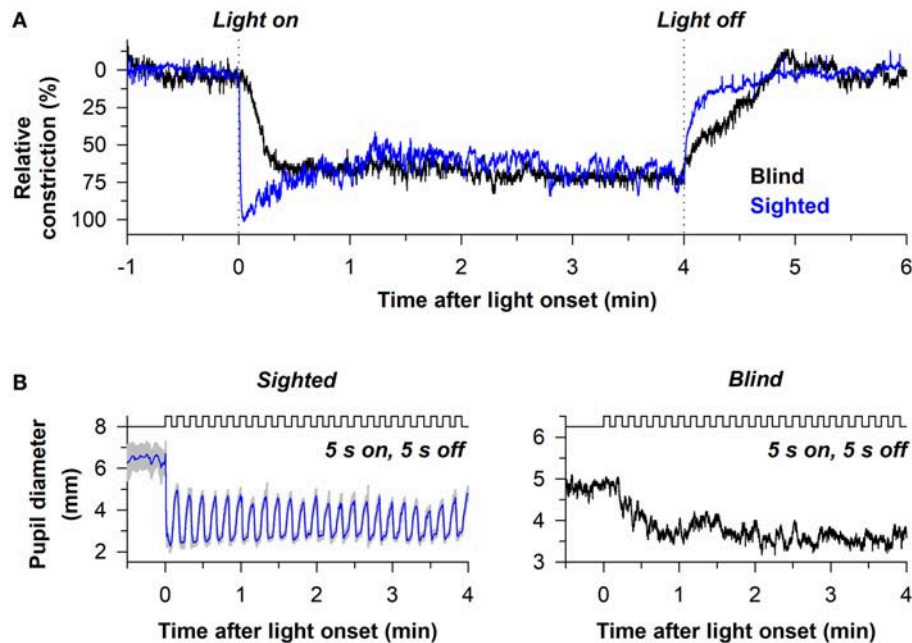 A
Light on
Light off
Relative
constriction (%)
0
25
50
75
100
Blind
Sighted
-1 0 1 2 3 4 5 6
Time after light onset (min)
B
Sighted
Blind
Pupil diameter
(mm)
8
6
4
2
5 s on, 5 s off
0 1 2 3 4
Time after light onset (min)
6
5
4
3
5 s on, 5 s off
0 1 2 3 4
Time after light onset (min)